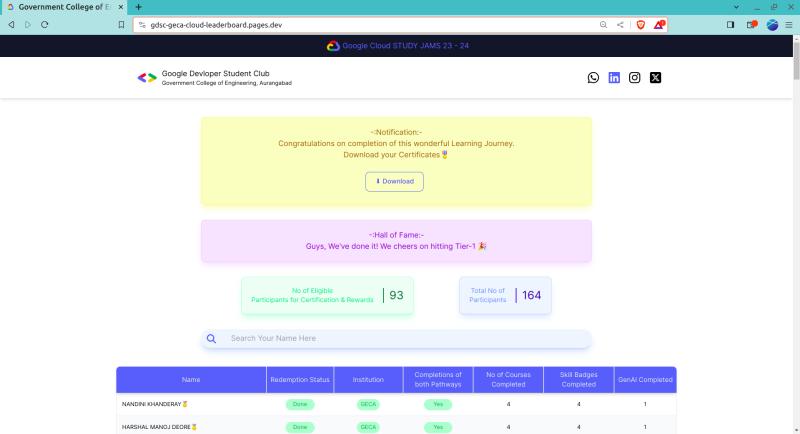 Government College of E
gdsc-geca-cloud-leaderboard.pages.dev
Google Cloud STUDY JAMS 23 - 24
Google Devloper Student Club
Government College of Engineering, Aurangabad
-:Notification:-
Congratulations on completion of this wonderful Learning Journey.
Download your Certificates🎖️
⬇ Download
-:Hall of Fame:-
Guys, We've done it! We cheers on hitting Tier-1 🎉
No of Eligible
Participants for Certification & Rewards
93
Total No of
Participants
164
Search Your Name Here
Name Redemption Status Institution Completions of both Pathways No of Courses Completed Skill Badges Completed GenAI Completed
NANDINI KHANDERAY🏅 Done GECA Yes 4 4 1
HARSHAL MANOJ DEORE🏅 Done GECA Yes 4 4 1